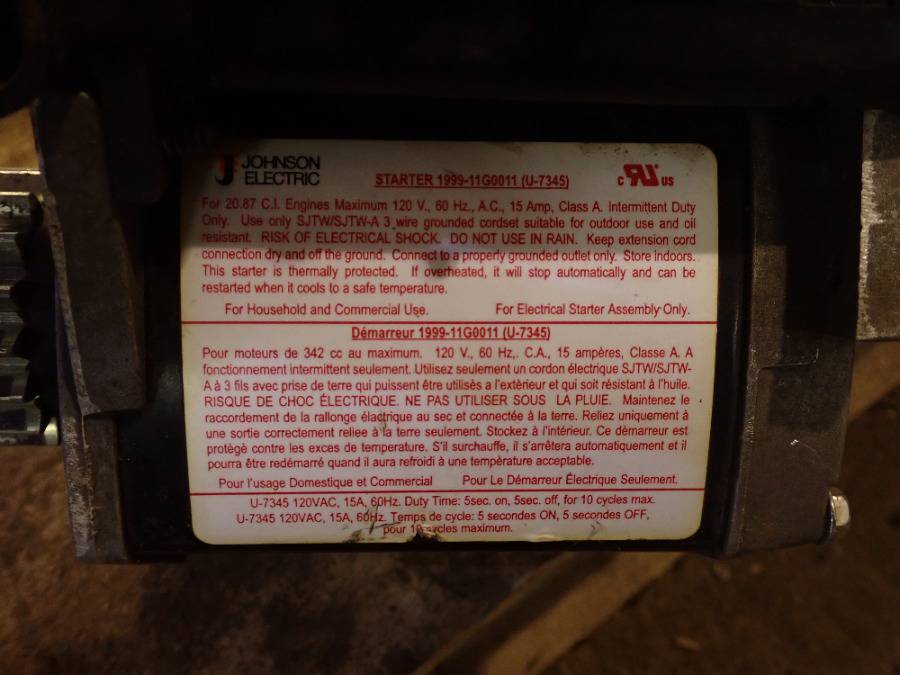 JOHNSON
ELECTRIC
STARTER 1999-11G0011 (U-7345)
c US
For 20.87 C.I. Engines Maximum 120 V., 60 Hz., A.C., 15 Amp, Class A. Intermittent Duty
Only. Use only SJTW/SJTW-A 3 wire grounded cordset suitable for outdoor use and oil
resistant. RISK OF ELECTRICAL SHOCK. DO NOT USE IN RAIN. Keep extension cord
connection dry and off the ground. Connect to a properly grounded outlet only. Store indoors.
This starter is thermally protected. If overheated, it will stop automatically and can be
restarted when it cools to a safe temperature.
For Household and Commercial Use. For Electrical Starter Assembly Only.
Démarreur 1999-11G0011 (U-7345)
Pour moteurs de 342 cc au maximum. 120 V., 60 Hz,. C.A., 15 ampères, Classe A. A
fonctionnement intermittent seulement. Utilisez seulement un cordon électrique SJTW/SJTW-
A à 3 fils avec prise de terre qui puissent être utilisès a l'extèrieur et qui soit résistant à l'huile.
RISQUE DE CHOC ÉLECTRIQUE. NE PAS UTILISER SOUS LA PLUIE. Maintenez le
raccordement de la rallonge élactrique au sec et connectée à la terre. Reliez uniquement à
une sortie correctement reliee à la terre seulement. Stockez à l'intérieur. Ce démarreur est
protègè contre les exces de temperature. S'il surchauffe, il s'arrêtera automatiquement et il
pourra être redémarré quand il aura refroidi à une tempèrature acceptable.
Pour l'usage Domestique et Commercial Pour Le Démarreur Électrique Seulement.
U-7345 120VAC, 15A, 60Hz. Duty Time: 5sec. on, 5sec. off, for 10 cycles max.
U-7345 120VAC, 15A, 60Hz. Temps de cycle: 5 secondes ON, 5 secondes OFF,
pour 10 cycles maximum.